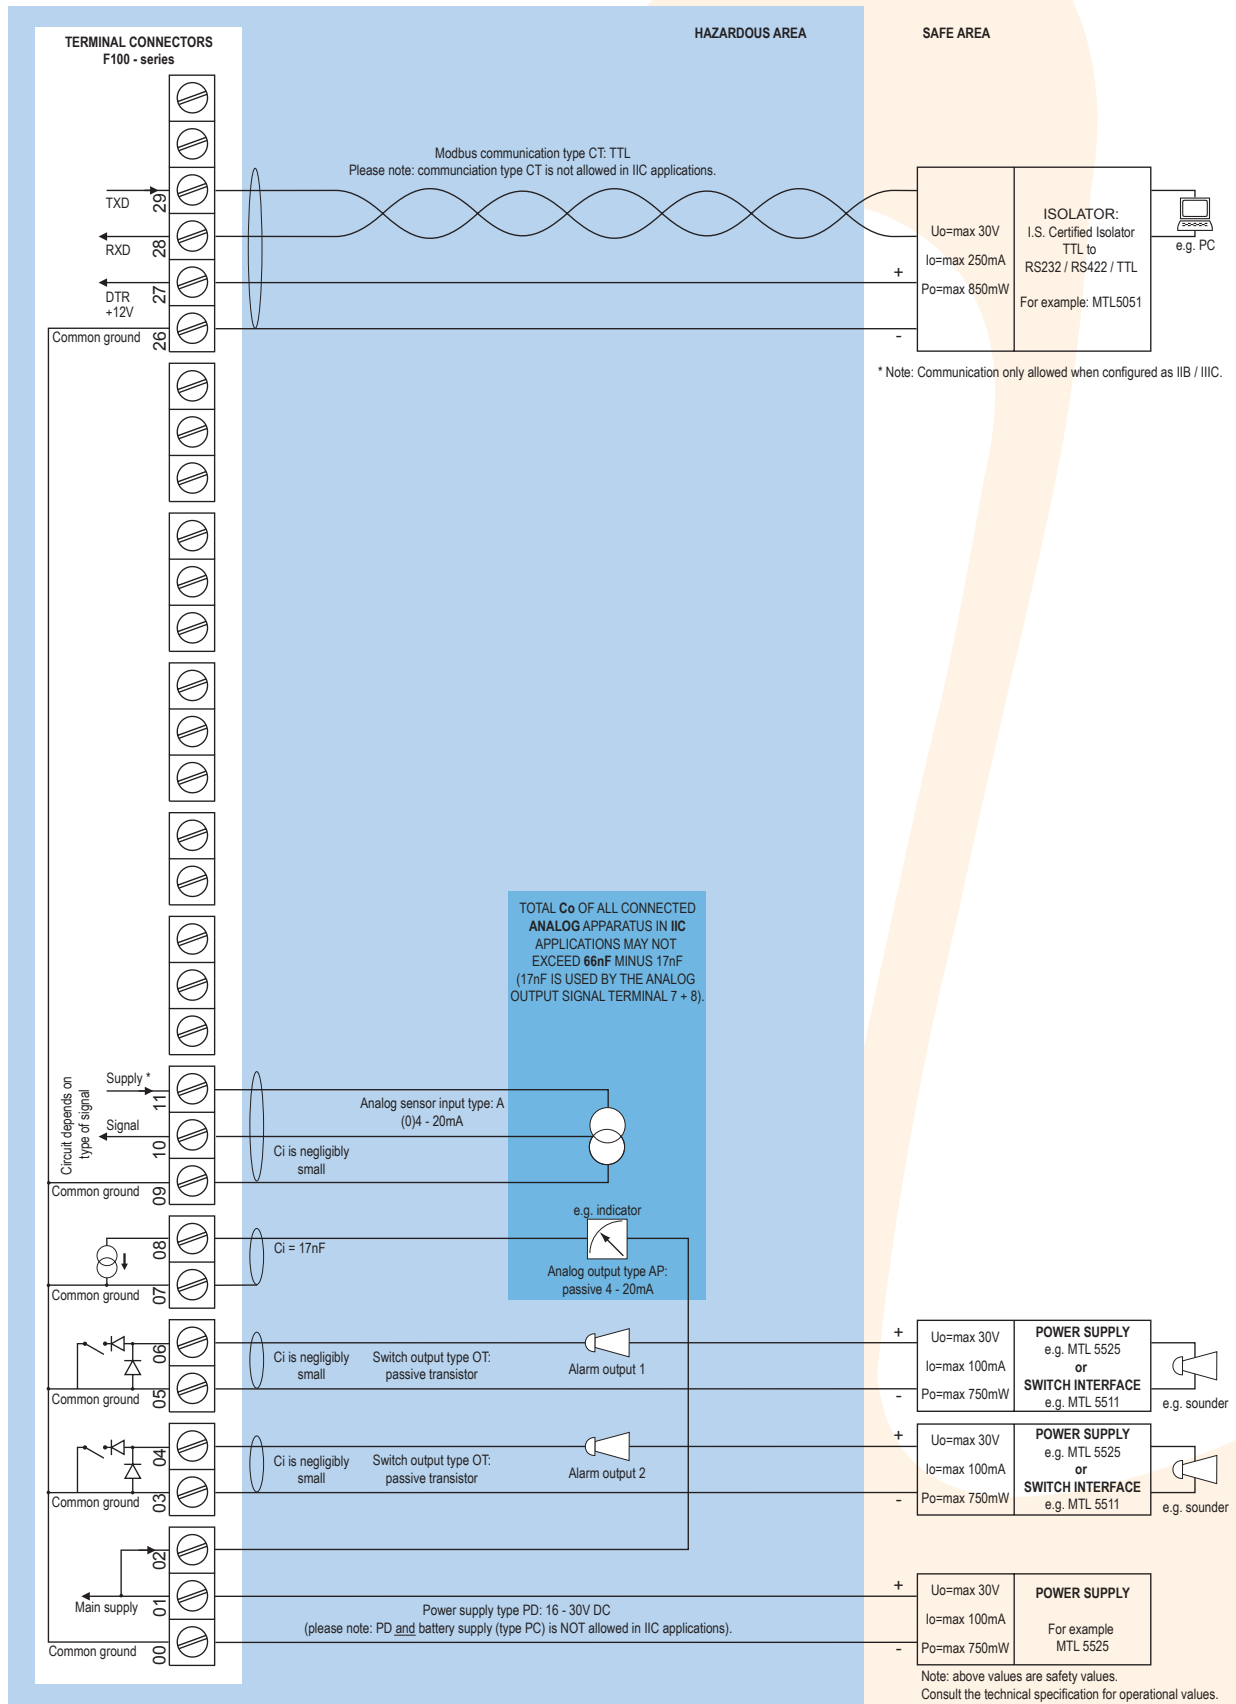 HAZARDOUS AREA
SAFE AREA
TERMINAL CONNECTORS
F100 - series
Modbus communication type CT: TTL
Please note: communciation type CT is not allowed in IIC applications.
TXD
29
RXD
28
DTR
+12V
27
Common ground
26
+
-
Uo=max 30V
Io=max 250mA
Po=max 850mW
ISOLATOR:
I.S. Certified Isolator
TTL to
RS232 / RS422 / TTL
For example: MTL5051
e.g. PC
* Note: Communication only allowed when configured as IIB / IIIC.
TOTAL Co OF ALL CONNECTED
ANALOG APPARATUS IN IIC
APPLICATIONS MAY NOT
EXCEED 66nF MINUS 17nF
(17nF IS USED BY THE ANALOG
OUTPUT SIGNAL TERMINAL 7 + 8).
Circuit depends on
type of signal
Supply *
11
Signal
10
Common ground
09
Analog sensor input type: A
(0)4 - 20mA
Ci is negligibly
small
08
Common ground
07
Ci = 17nF
e.g. indicator
Analog output type AP:
passive 4 - 20mA
06
Common ground
05
Ci is negligibly
small
Switch output type OT:
passive transistor
Alarm output 1
+
-
Uo=max 30V
Io=max 100mA
Po=max 750mW
POWER SUPPLY
e.g. MTL 5525
or
SWITCH INTERFACE
e.g. MTL 5511
e.g. sounder
04
Common ground
03
Ci is negligibly
small
Switch output type OT:
passive transistor
Alarm output 2
+
-
Uo=max 30V
Io=max 100mA
Po=max 750mW
POWER SUPPLY
e.g. MTL 5525
or
SWITCH INTERFACE
e.g. MTL 5511
e.g. sounder
02
Main supply
01
Common ground
00
Power supply type PD: 16 - 30V DC
(please note: PD and battery supply (type PC) is NOT allowed in IIC applications).
+
-
Uo=max 30V
Io=max 100mA
Po=max 750mW
POWER SUPPLY
For example
MTL 5525
Note: above values are safety values.
Consult the technical specification for operational values.